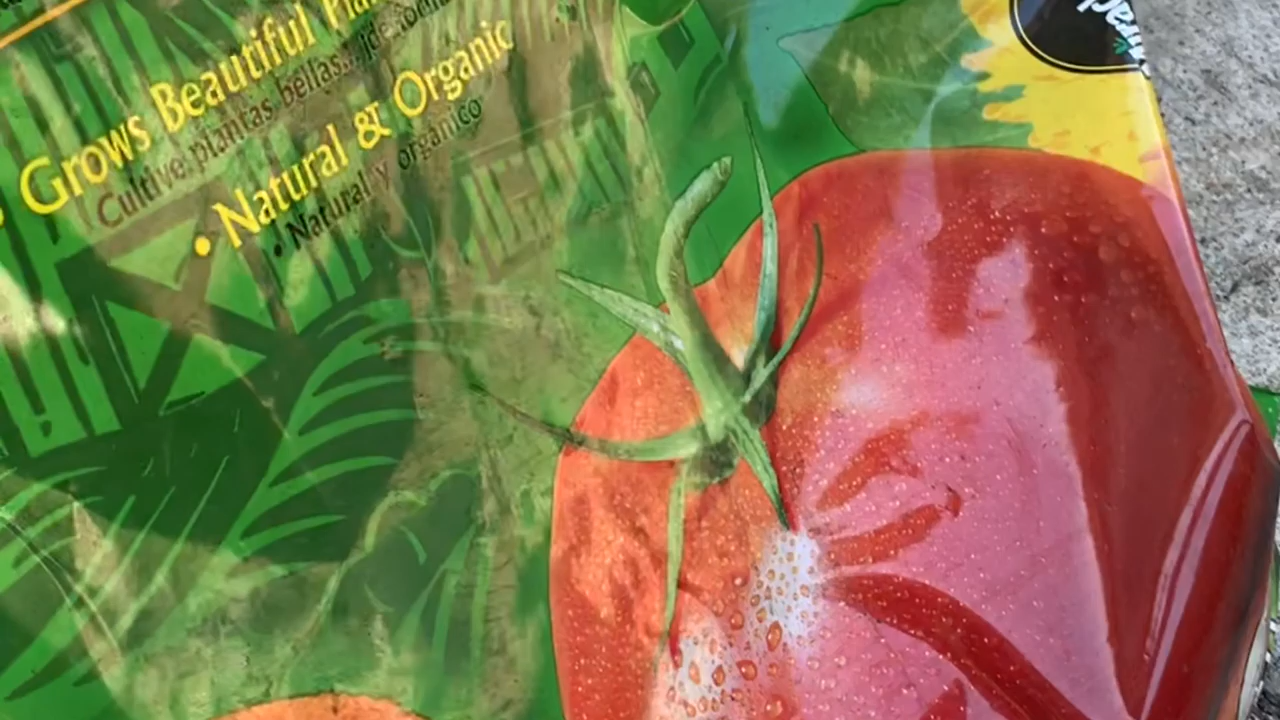 Grows Beautiful
Cultive plantas bellas...
• Natural & Organic
• Natural y orgánico